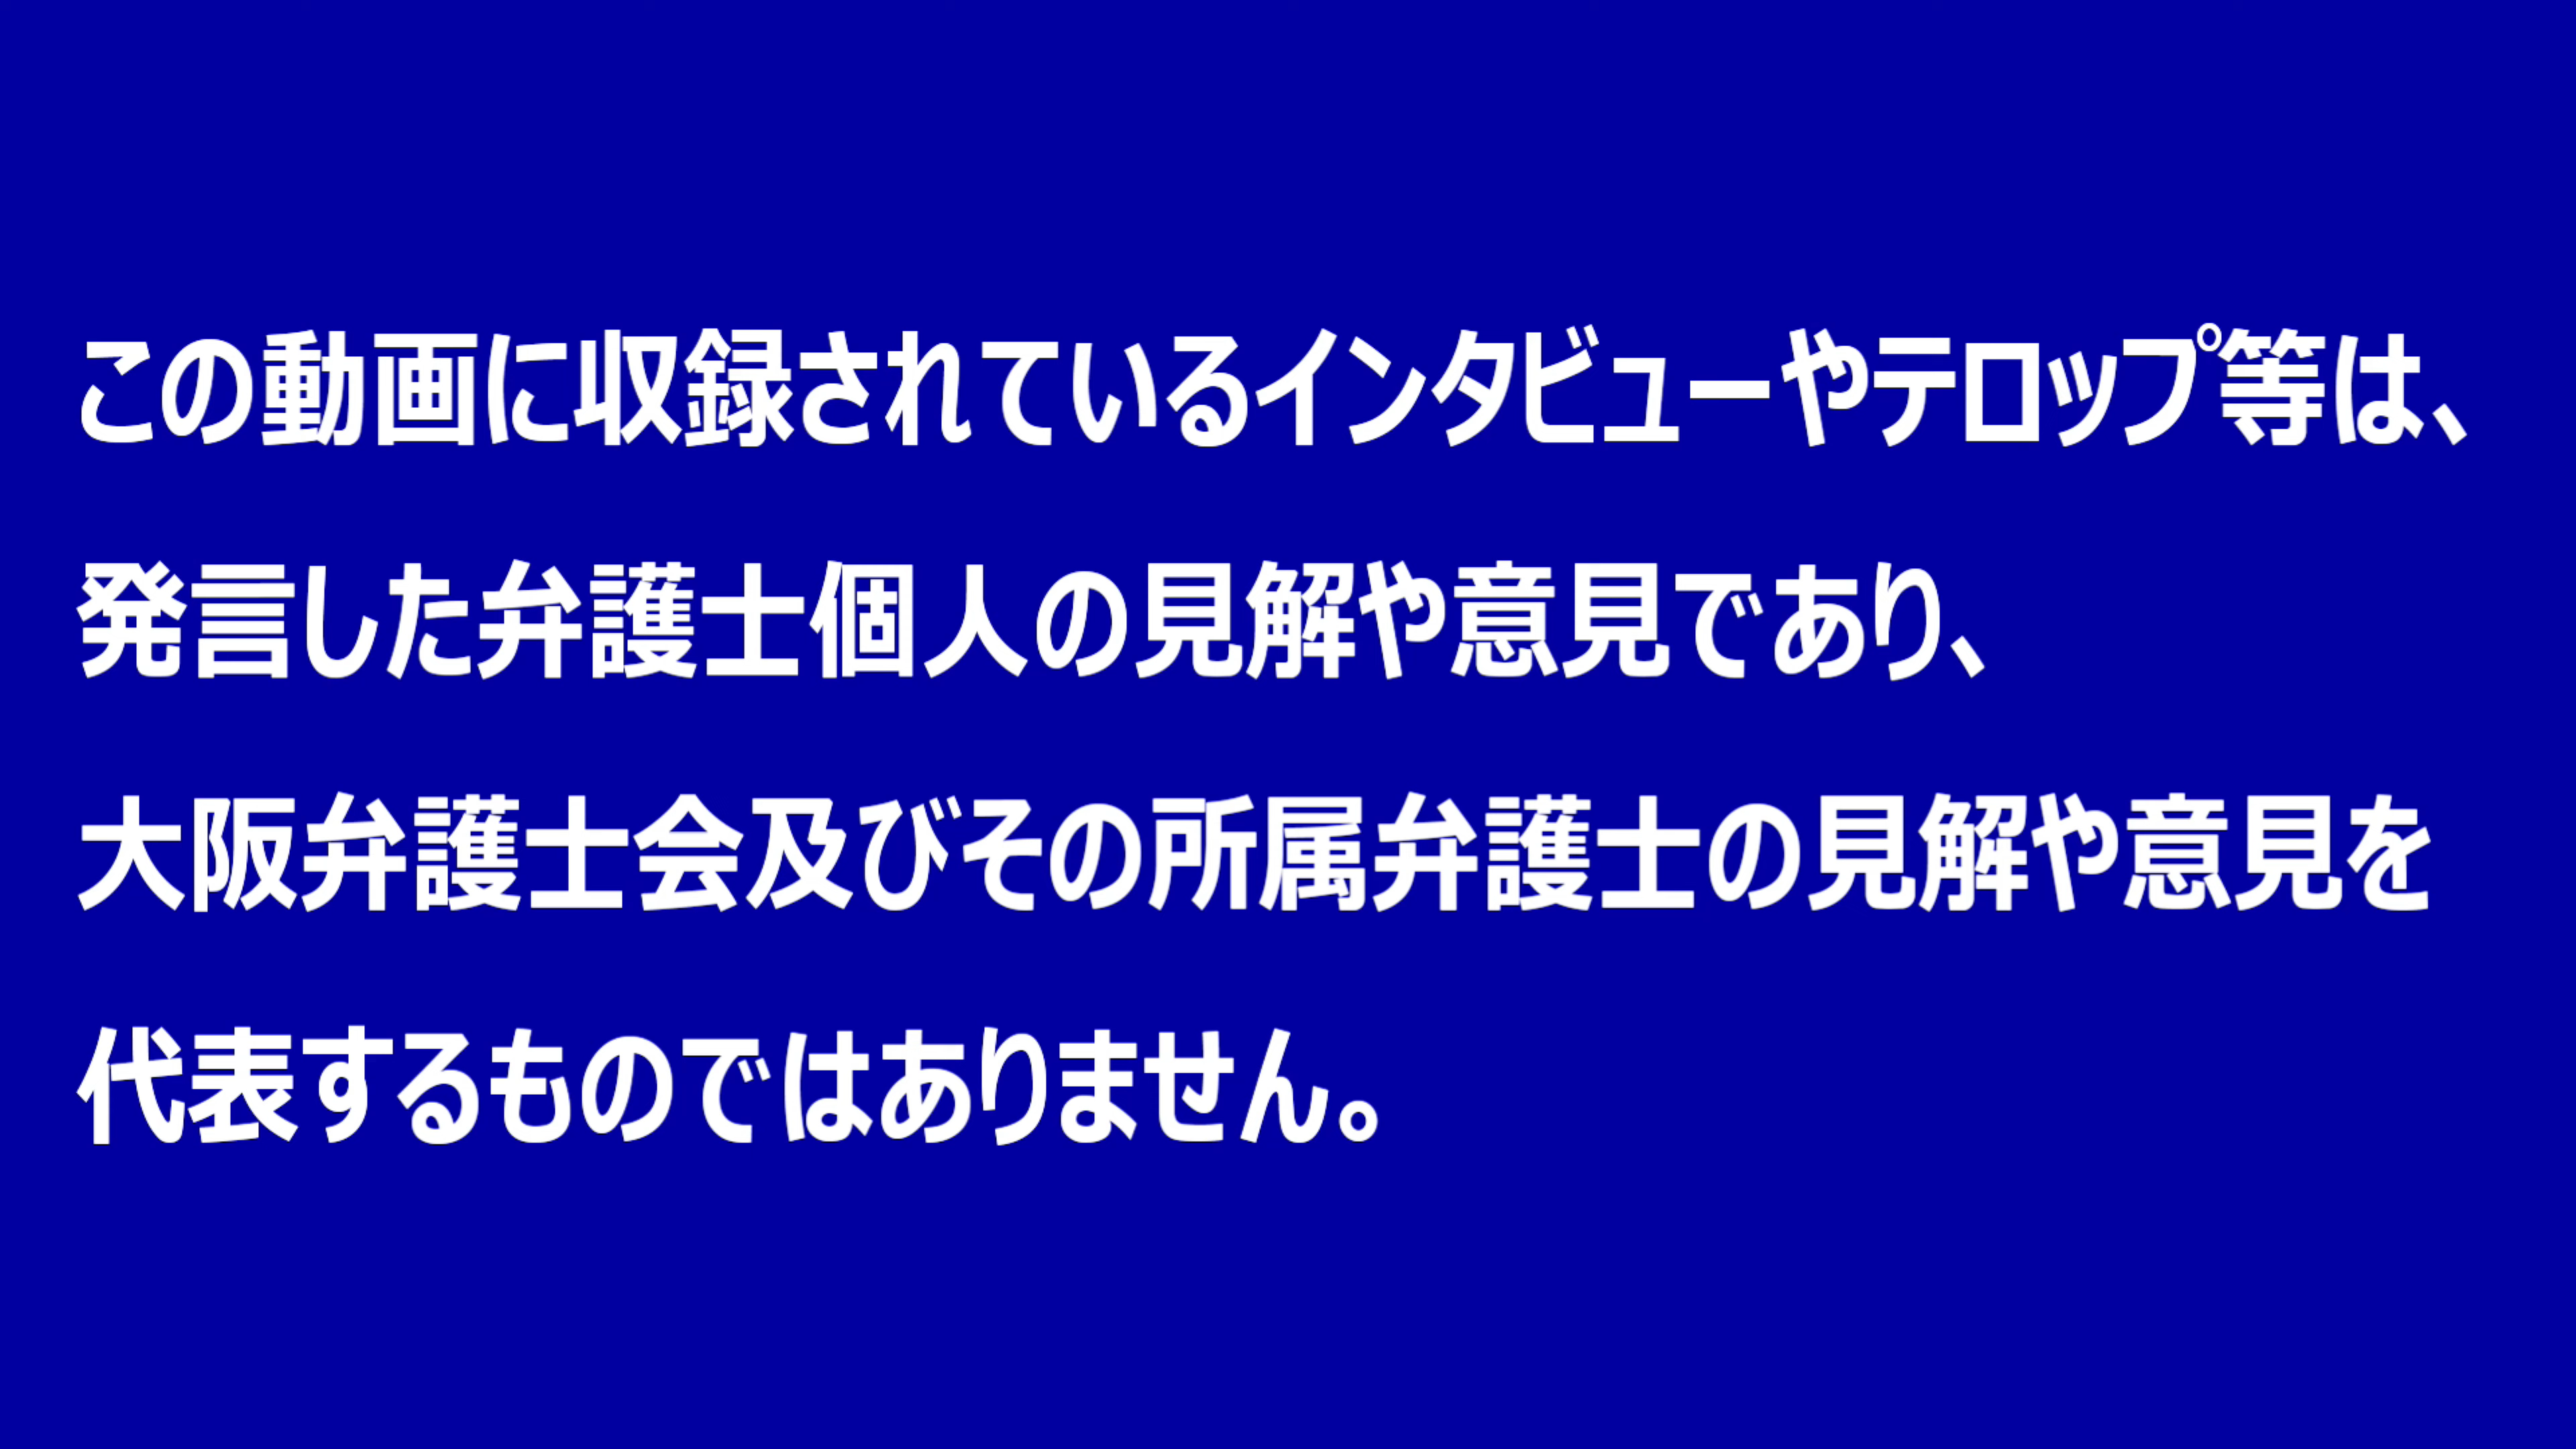 この動画に収録されているインタビューやテロップ等は、
発言した弁護士個人の見解や意見であり、
大阪弁護士会及びその所属弁護士の見解や意見を
代表するものではありません。